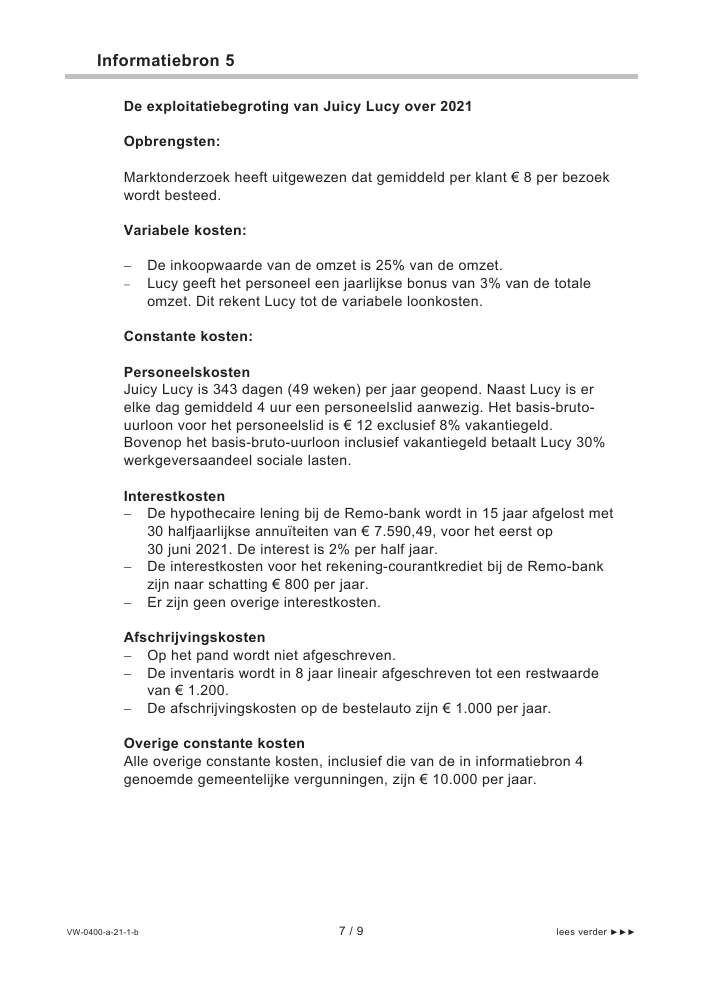 Informatiebron 5
De exploitatiebegroting van Juicy Lucy over 2021
Opbrengsten:
Marktonderzoek heeft uitgewezen dat gemiddeld per klant € 8 per bezoek
wordt besteed.
Variabele kosten:
– De inkoopwaarde van de omzet is 25% van de omzet.
– Lucy geeft het personeel een jaarlijkse bonus van 3% van de totale
omzet. Dit rekent Lucy tot de variabele loonkosten.
Constante kosten:
Personeelskosten
Juicy Lucy is 343 dagen (49 weken) per jaar geopend. Naast Lucy is er
elke dag gemiddeld 4 uur een personeelslid aanwezig. Het basis-bruto-
uurloon voor het personeelslid is € 12 exclusief 8% vakantiegeld.
Bovenop het basis-bruto-uurloon inclusief vakantiegeld betaalt Lucy 30%
werkgeversaandeel sociale lasten.
Interestkosten
– De hypothecaire lening bij de Remo-bank wordt in 15 jaar afgelost met
30 halfjaarlijkse annuïteiten van € 7.590,49, voor het eerst op
30 juni 2021. De interest is 2% per half jaar.
– De interestkosten voor het rekening-courantkrediet bij de Remo-bank
zijn naar schatting € 800 per jaar.
– Er zijn geen overige interestkosten.
Afschrijvingskosten
– Op het pand wordt niet afgeschreven.
– De inventaris wordt in 8 jaar lineair afgeschreven tot een restwaarde
van € 1.200.
– De afschrijvingskosten op de bestelauto zijn € 1.000 per jaar.
Overige constante kosten
Alle overige constante kosten, inclusief die van de in informatiebron 4
genoemde gemeentelijke vergunningen, zijn € 10.000 per jaar.
VW-0400-a-21-1-b 7 / 9 lees verder ►►►